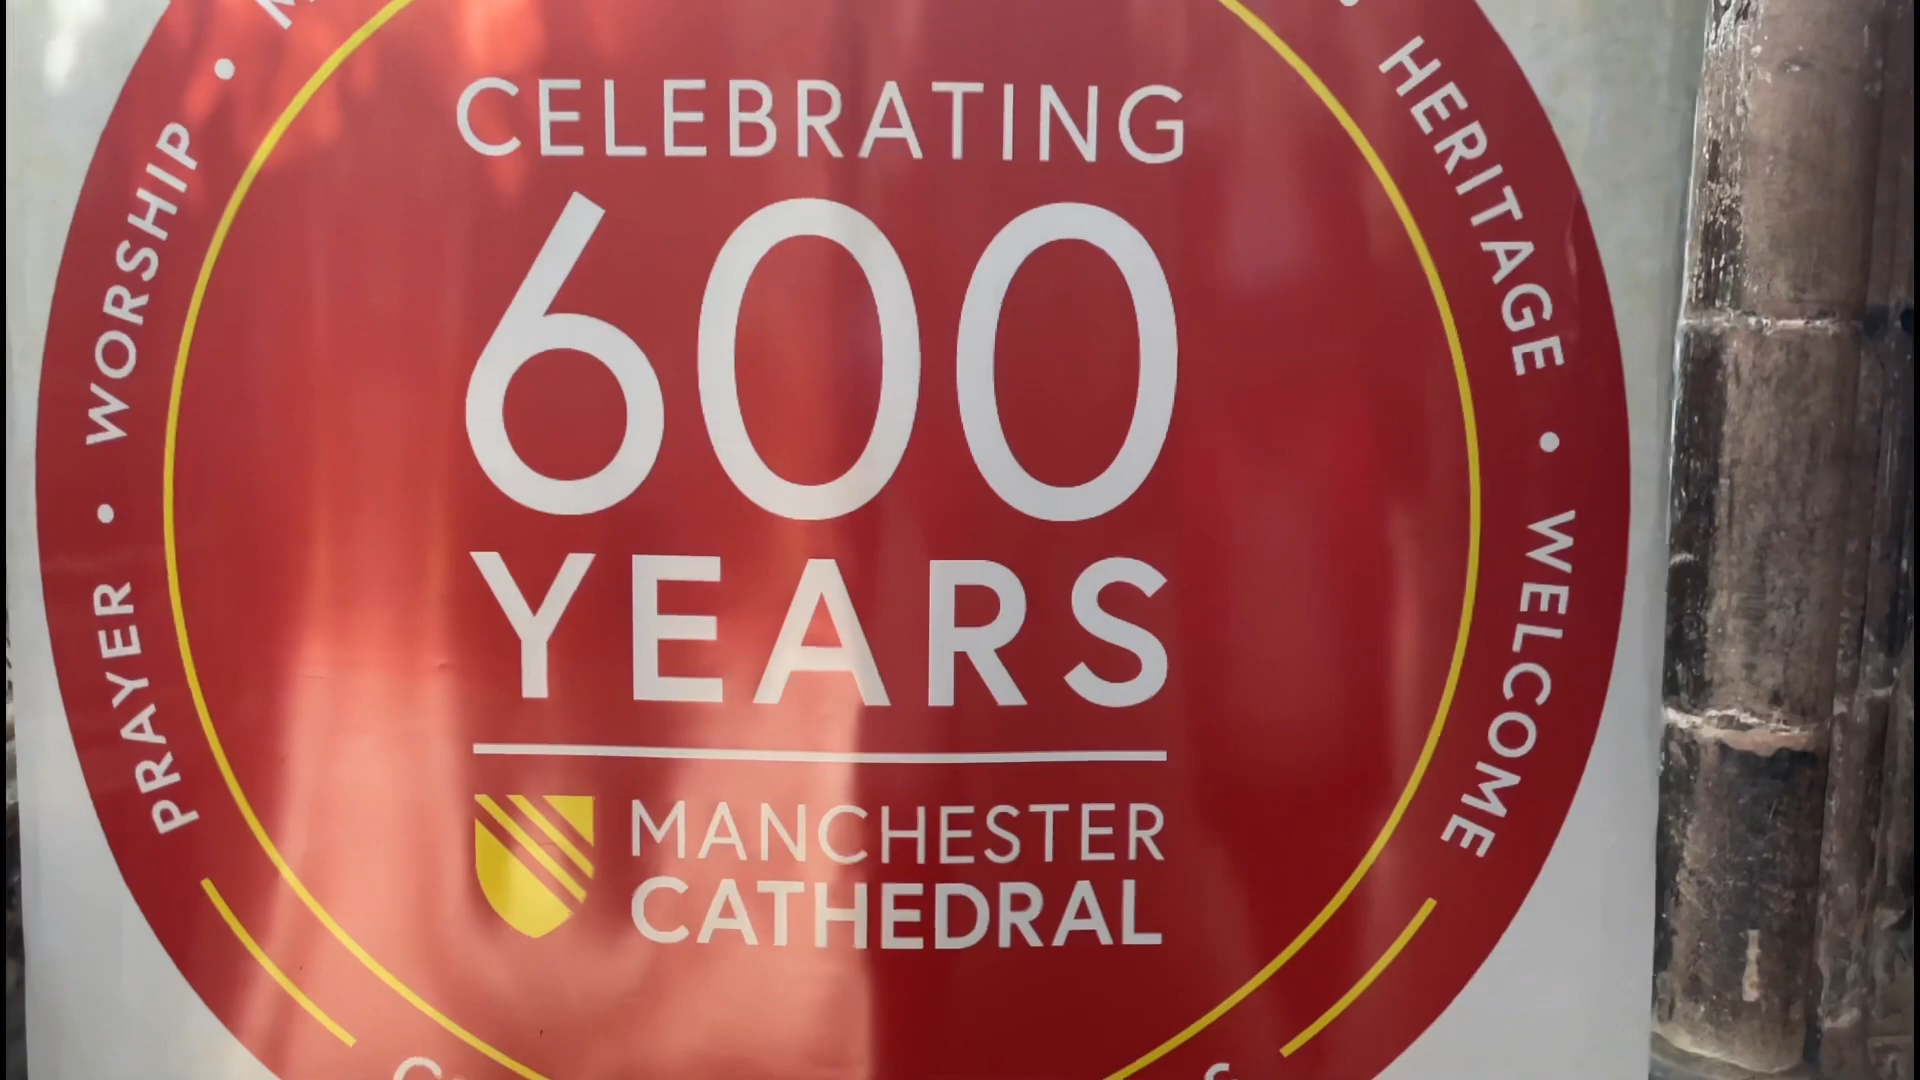 CELEBRATING
600
YEARS
MANCHESTER
CATHEDRAL
PRAYER • WORSHIP •
• HERITAGE • WELCOME